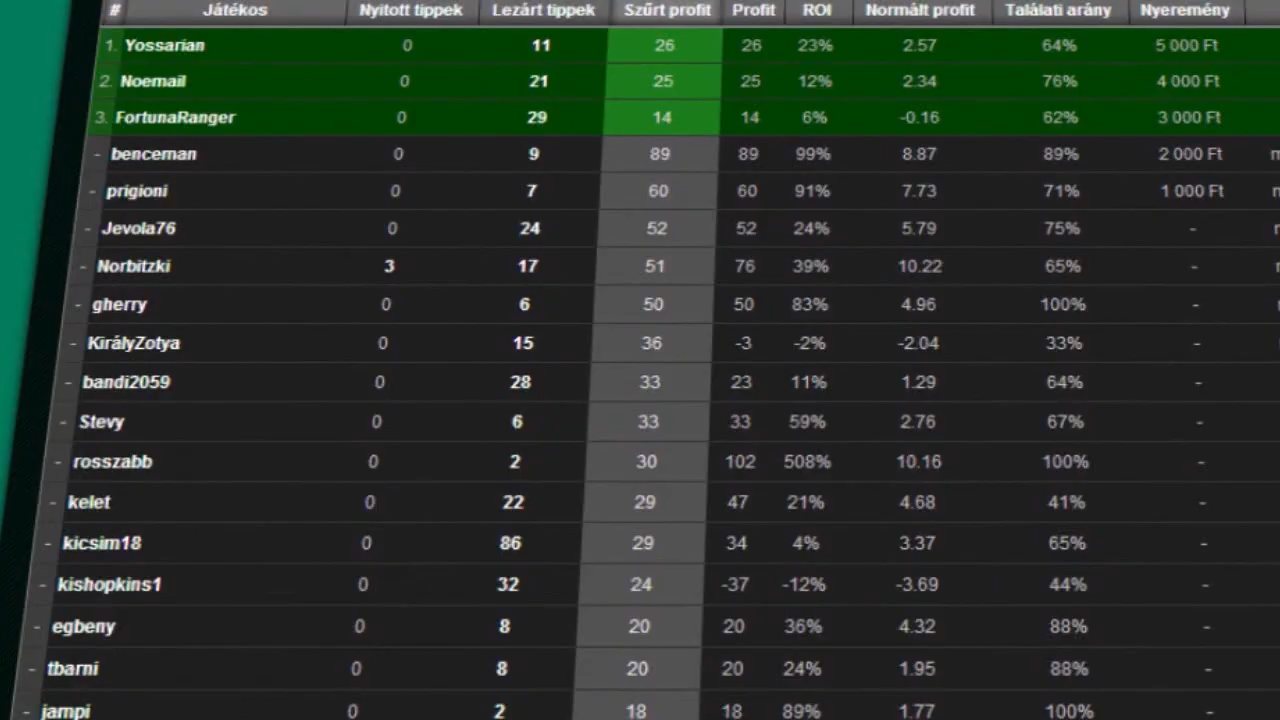 # Játékos Nyitott tippek Lezárt tippek Szűrt profit Profit ROI Normált profit Találati arány Nyeremény
1. Yossarian 0 11 26 26 23% 2.57 64% 5 000 Ft
2. Noemail 0 21 25 25 12% 2.34 76% 4 000 Ft
3. FortunaRanger 0 29 14 14 6% -0.16 62% 3 000 Ft
- benceman 0 9 89 89 99% 8.87 89% 2 000 Ft
- prigioni 0 7 60 60 91% 7.73 71% 1 000 Ft
- Jevola76 0 24 52 52 24% 5.79 75% -
- Norbitzki 3 17 51 76 39% 10.22 65% -
- gherry 0 6 50 50 83% 4.96 100% -
- KirályZotya 0 15 36 -3 -2% -2.04 33% -
- bandi2059 0 28 33 23 11% 1.29 64% -
- Stevy 0 6 33 33 59% 2.76 67% -
- rosszabb 0 2 30 102 508% 10.16 100% -
- kelet 0 22 29 47 21% 4.68 41% -
- kicsim18 0 86 29 34 4% 3.37 65% -
- kishopkins1 0 32 24 -37 -12% -3.69 44% -
- egbeny 0 8 20 20 36% 4.32 88% -
- tbarni 0 8 20 20 24% 1.95 88% -
- jampi 0 2 18 18 89% 1.77 100% -